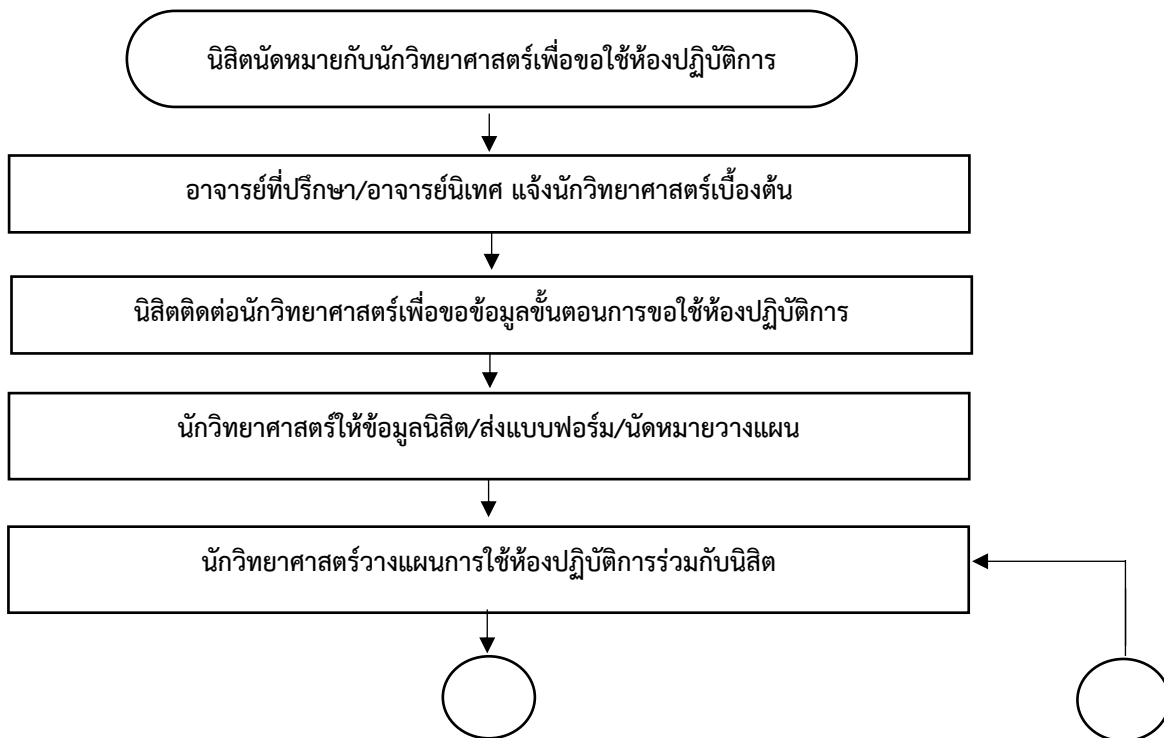 นิสิตนัดหมายกับนักวิทยาศาสตร์เพื่อขอใช้ห้องปฏิบัติการ
อาจารย์ที่ปรึกษา/อาจารย์นิเทศ แจ้งนักวิทยาศาสตร์เบื้องต้น
นิสิตติดต่อนักวิทยาศาสตร์เพื่อขอข้อมูลขั้นตอนการขอใช้ห้องปฏิบัติการ
นักวิทยาศาสตร์ให้ข้อมูลนิสิต/ส่งแบบฟอร์ม/นัดหมายวางแผน
นักวิทยาศาสตร์วางแผนการใช้ห้องปฏิบัติการร่วมกับนิสิต